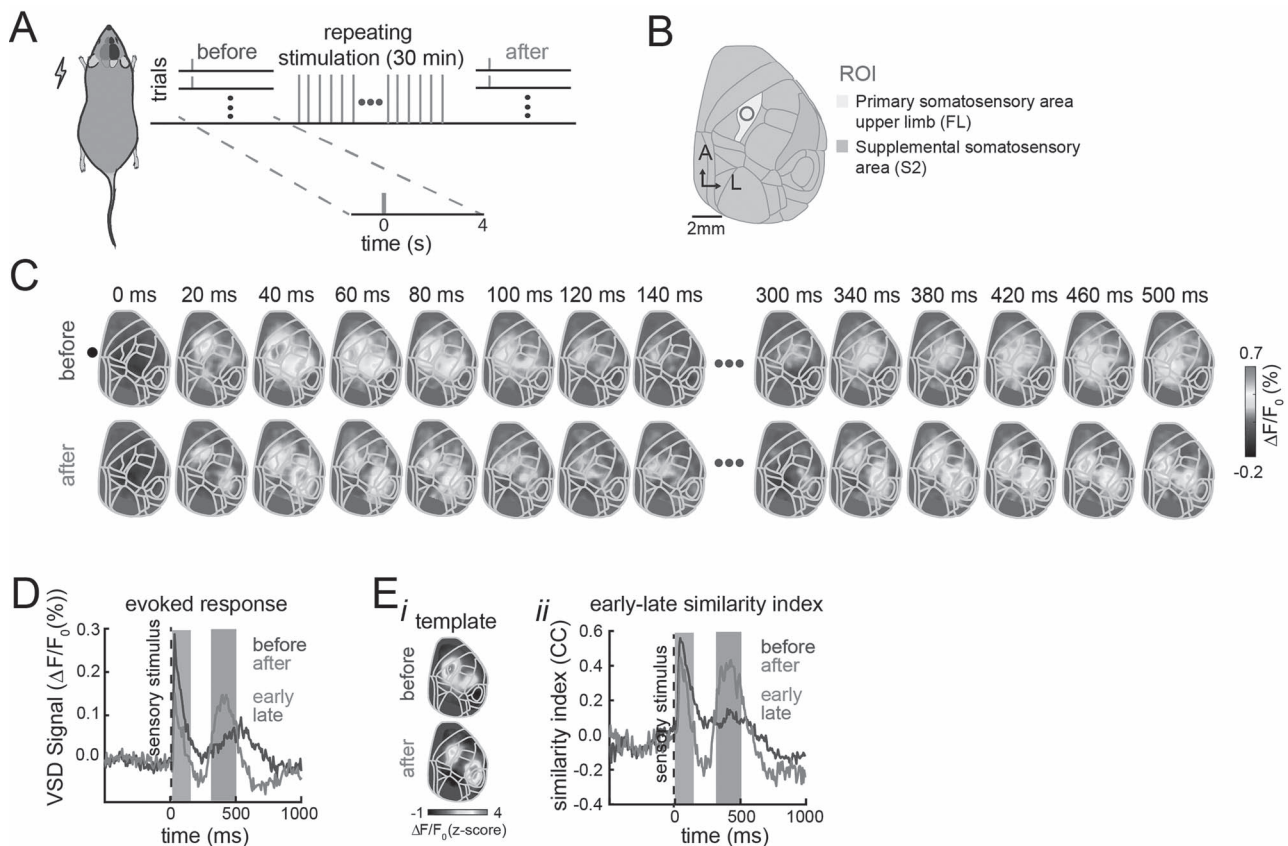 A
before
repeating
stimulation (30 min)
after
trials
0
4
time (s)
B
ROI
Primary somatosensory area
upper limb (FL)
Supplemental somatosensory
area (S2)
A
L
2mm
C
0 ms
20 ms
40 ms
60 ms
80 ms
100 ms
120 ms
140 ms
300 ms
340 ms
380 ms
420 ms
460 ms
500 ms
before
after
0.7
ΔF/F0 (%)
-0.2
D
evoked response
VSD Signal (ΔF/F0(%))
0.3
0.2
0.1
0.0
sensory stimulus
before
after
early
late
0
500
1000
time (ms)
E
i
template
before
after
-1
4
ΔF/F0(z-score)
ii
early-late similarity index
similarity index (CC)
0.6
0.4
0.2
0.0
-0.2
-0.4
sensory stimulus
before
after
early
late
0
500
1000
time (ms)